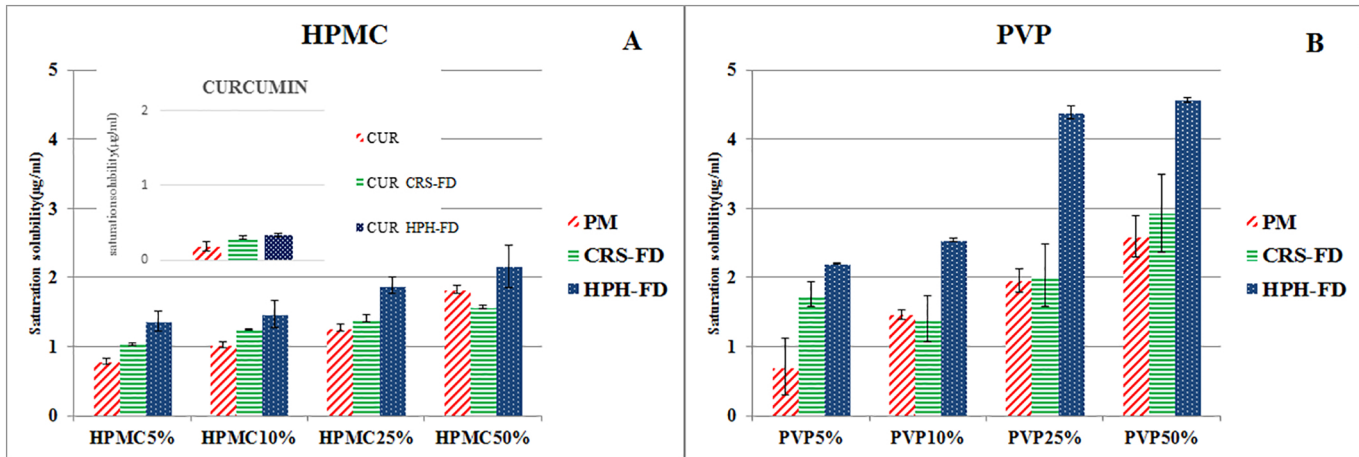 HPMC
A
5
4
3
2
1
0
Saturation solubility(µg/ml)
CURCUMIN
2
1
0
saturationsolubility(µg/ml)
CUR
CUR CRS-FD
CUR HPH-FD
HPMC5%
HPMC10%
HPMC25%
HPMC50%
PM
CRS-FD
HPH-FD
PVP
B
5
4
3
2
1
0
Saturation solubility(µg/ml)
PVP5%
PVP10%
PVP25%
PVP50%
PM
CRS-FD
HPH-FD